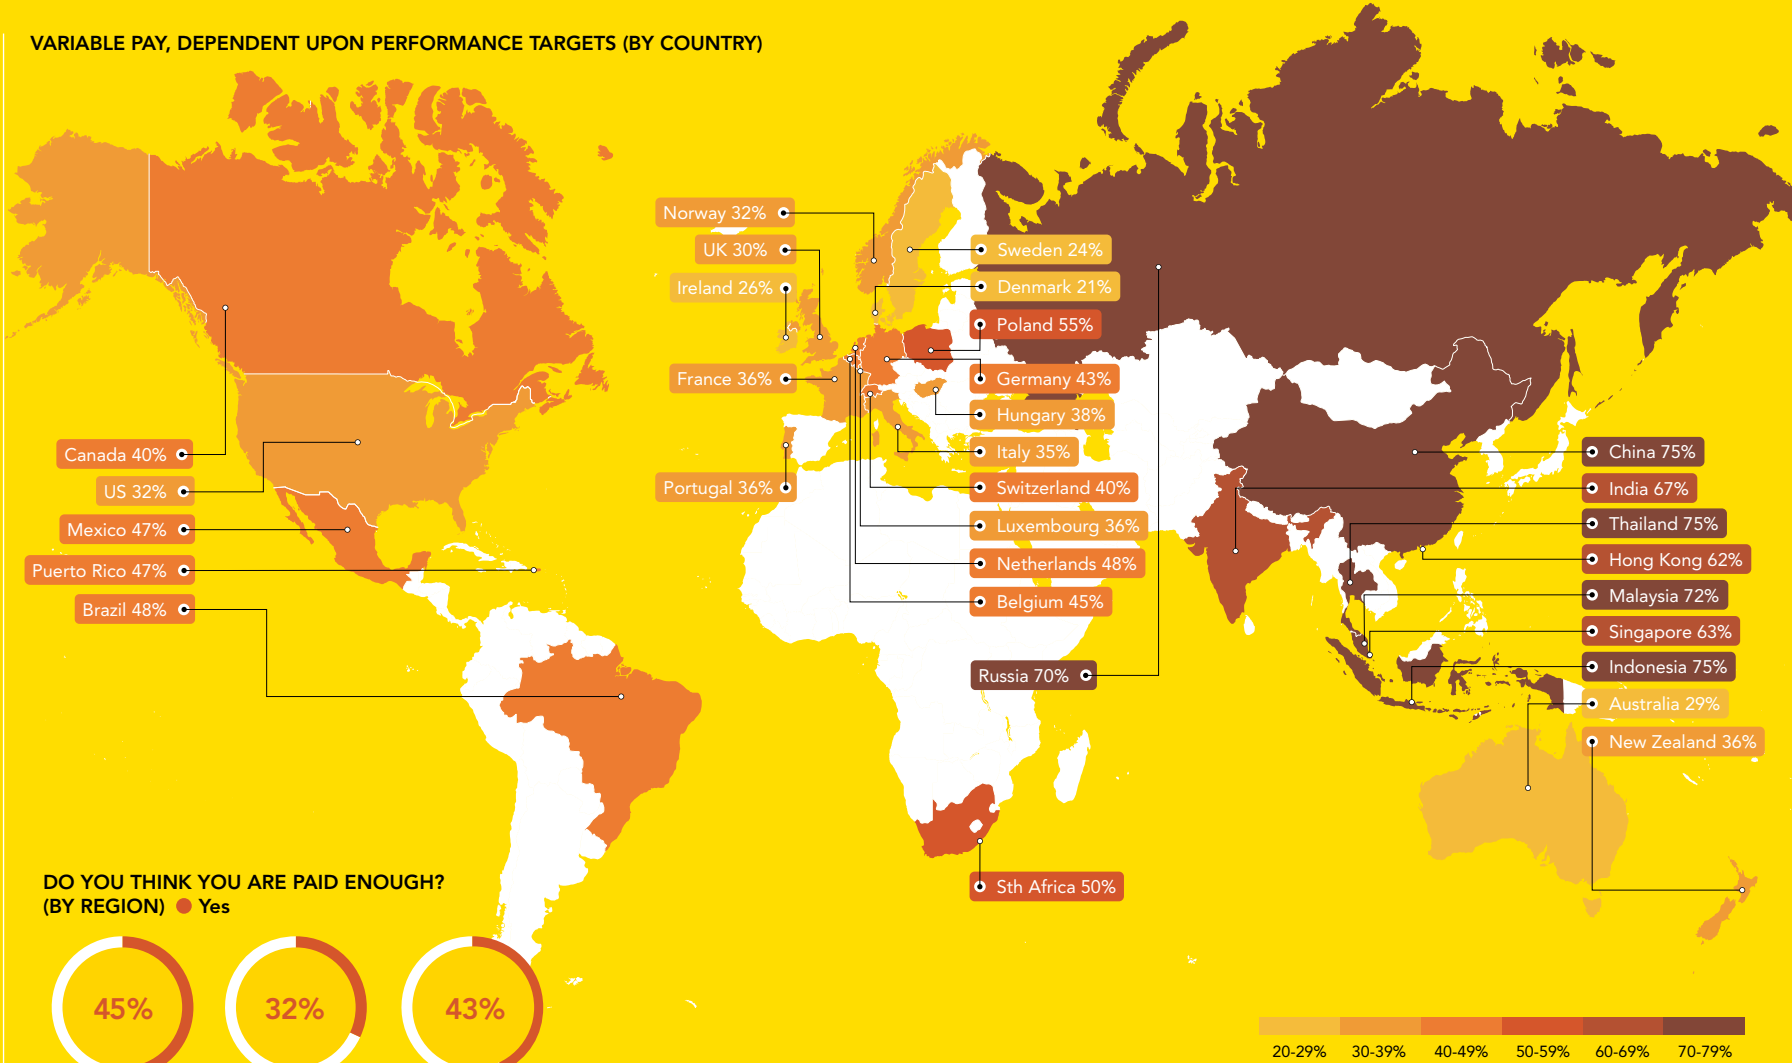 VARIABLE PAY, DEPENDENT UPON PERFORMANCE TARGETS (BY COUNTRY)
Norway 32%
UK 30%
Ireland 26%
France 36%
Portugal 36%
Sweden 24%
Denmark 21%
Poland 55%
Germany 43%
Hungary 38%
Italy 35%
Switzerland 40%
Luxembourg 36%
Netherlands 48%
Belgium 45%
Russia 70%
Sth Africa 50%
Canada 40%
US 32%
Mexico 47%
Puerto Rico 47%
Brazil 48%
China 75%
India 67%
Thailand 75%
Hong Kong 62%
Malaysia 72%
Singapore 63%
Indonesia 75%
Australia 29%
New Zealand 36%
DO YOU THINK YOU ARE PAID ENOUGH?
(BY REGION) Yes
45%
32%
43%
20-29% 30-39% 40-49% 50-59% 60-69% 70-79%